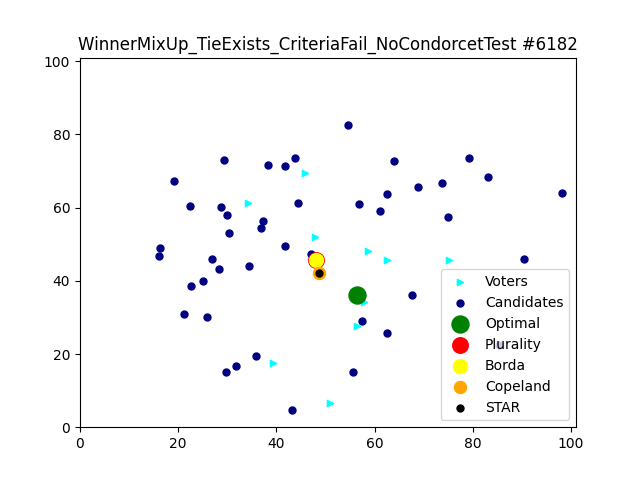 WinnerMixUp_TieExists_CriteriaFail_NoCondorcetTest #6182
100
80
60
40
20
0
0 20 40 60 80 100
Voters
Candidates
Optimal
Plurality
Borda
Copeland
STAR